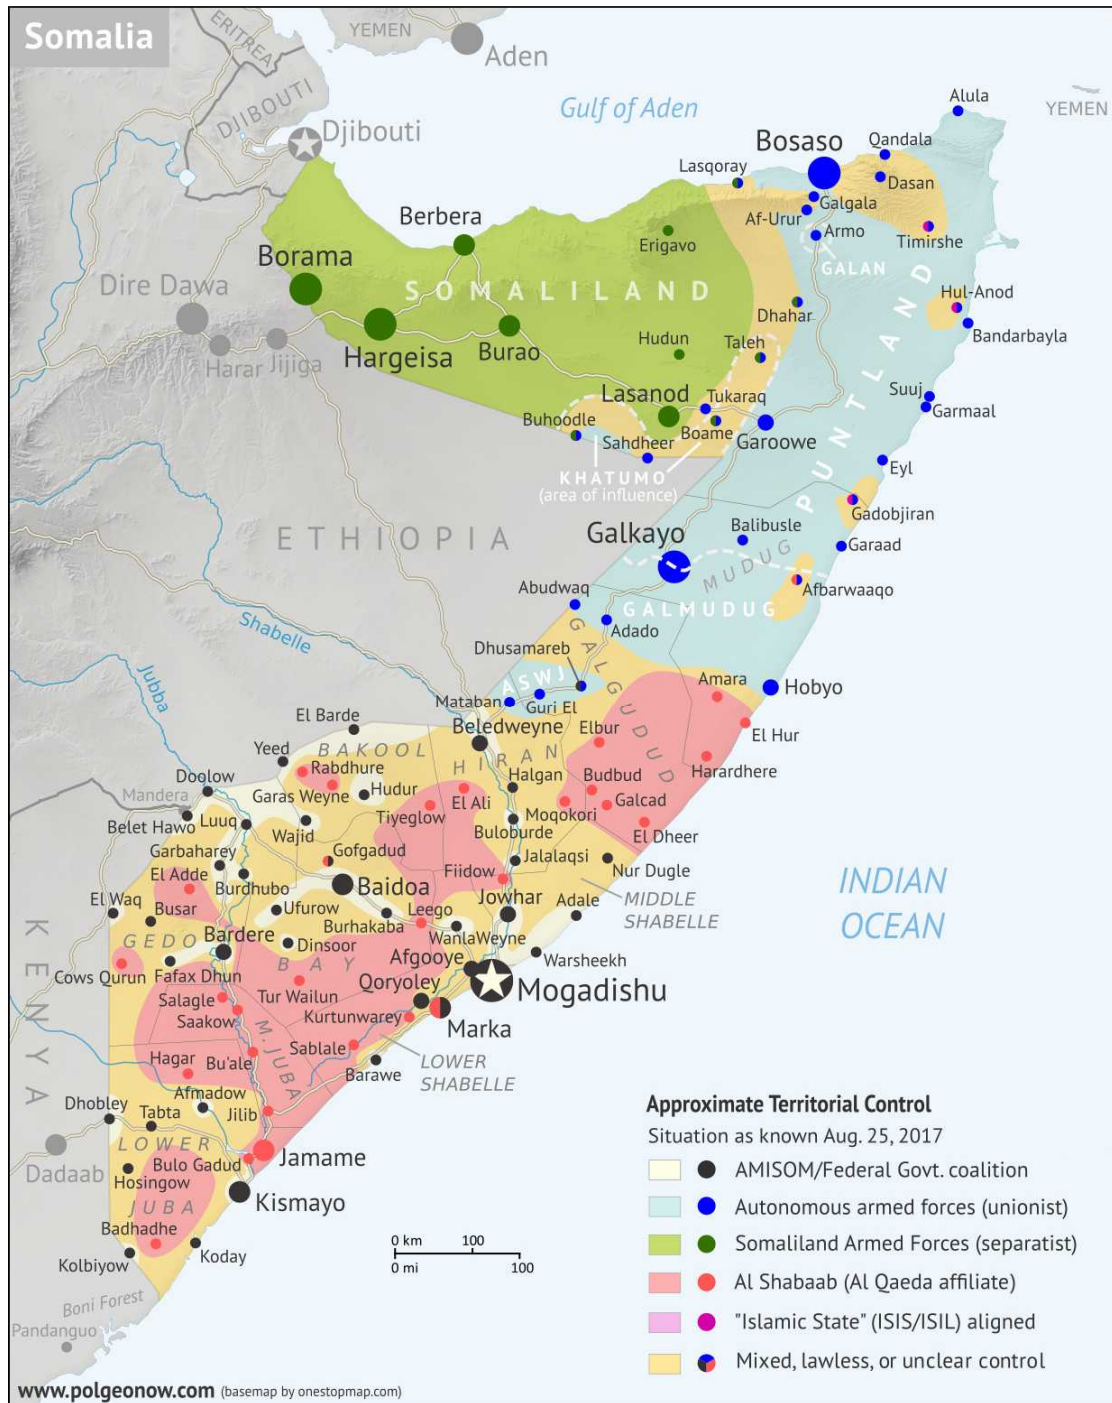 Somalia
ERITREA
YEMEN
Aden
DJIBOUTI
Djibouti
Gulf of Aden
Alula
YEMEN
Bosaso
Qandala
Lasqoray
Dasan
Galgala
Af-Urur
Armo
Timirshe
GALAN
Berbera
Erigavo
Borama
SOMALILAND
Dire Dawa
Hul-Anod
Dhahar
Bandarbayla
PUNTLAND
Hargeisa
Burao
Hudun
Taleh
Harar
Jijiga
Lasanod
Tukaraq
Suuj
Garmaal
Buhoodle
Sahdheer
Boame
Garoowe
KHATUMO
(area of influence)
Eyl
Gadobjiran
ETHIOPIA
Galkayo
Balibusle
Garaad
MUDUG
Afbarwaaqo
Abudwaq
GALMUDUG
Adado
Shabelle
GALGUDUD
Dhusamareb
Jubba
ASWJ
Mataban
Guri El
Amara
Hobyo
El Barde
Beledweyne
Elbur
El Hur
Yeed
BAKOOL
HIRAN
Rabdhure
Halgan
Budbud
Harardhere
Doolow
Mandera
Garas Weyne
Hudur
El Ali
Moqokori
Galcad
Belet Hawo
Luuq
Wajid
Tiyeglow
Buloburde
El Dheer
Garbaharey
Gofgadud
Jalalaqsi
Nur Dugle
El Adde
Burdhubo
Baidoa
Fiidow
INDIAN
OCEAN
MIDDLE
SHABELLE
El Waq
Busar
Ufurow
Burhakaba
Leego
Jowhar
Adale
GEDO
Bardere
Dinsoor
WanlaWeyne
Warsheekh
KENYA
Cows Qurun
Fafax Dhun
BAY
Afgooye
Mogadishu
Salagle
Tur Wailun
Qoryoley
Saakow
Kurtunwarey
Marka
M. JUBA
Sablale
LOWER
SHABELLE
Hagar
Bu'ale
Barawe
Afmadow
Dhobley
Tabta
Jilib
LOWER
JUBA
Dadaab
Bulo Gadud
Jamame
Hosingow
Kismayo
Badhadhe
Kolbiyow
Koday
Boni Forest
Pandanguo
0 km 100
0 mi 100
Approximate Territorial Control
Situation as known Aug. 25, 2017
AMISOM/Federal Govt. coalition
Autonomous armed forces (unionist)
Somaliland Armed Forces (separatist)
Al Shabaab (Al Qaeda affiliate)
"Islamic State" (ISIS/ISIL) aligned
Mixed, lawless, or unclear control
www.polgeonow.com (basemap by onestopmap.com)